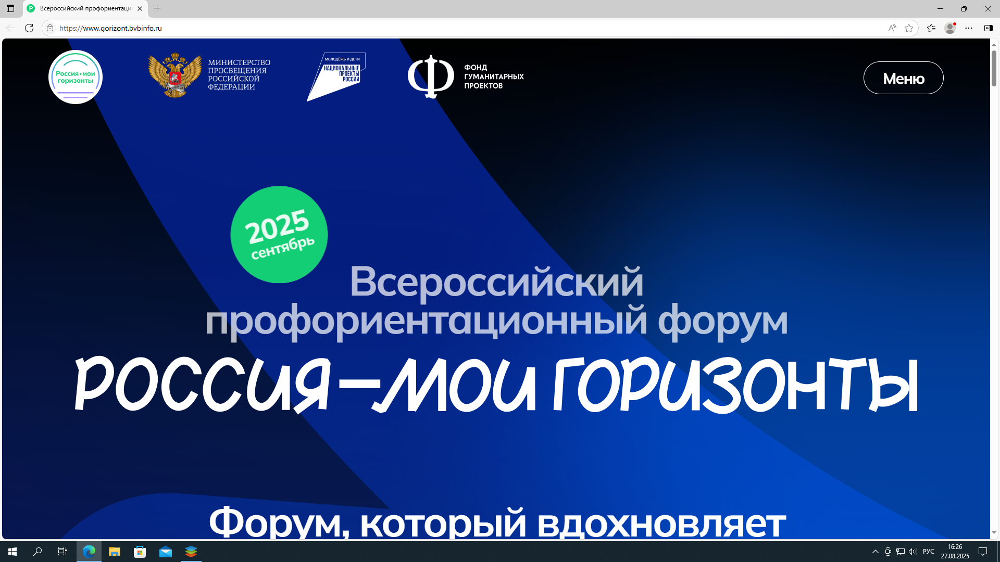 Всероссийский профориентацио
https://www.gorizont.bvbinfo.ru
Россия•мои
горизонты
МИНИСТЕРСТВО
ПРОСВЕЩЕНИЯ
РОССИЙСКОЙ
ФЕДЕРАЦИИ
МОЛОДЁЖЬ И ДЕТИ
НАЦИОНАЛЬНЫЕ
ПРОЕКТЫ
РОССИИ
ФОНД
ГУМАНИТАРНЫХ
ПРОЕКТОВ
Меню
2025
сентябрь
Всероссийский
профориентационный форум
РОССИЯ—МОИ ГОРИЗОНТЫ
Форум, который вдохновляет
РУС
16:26
27.08.2025